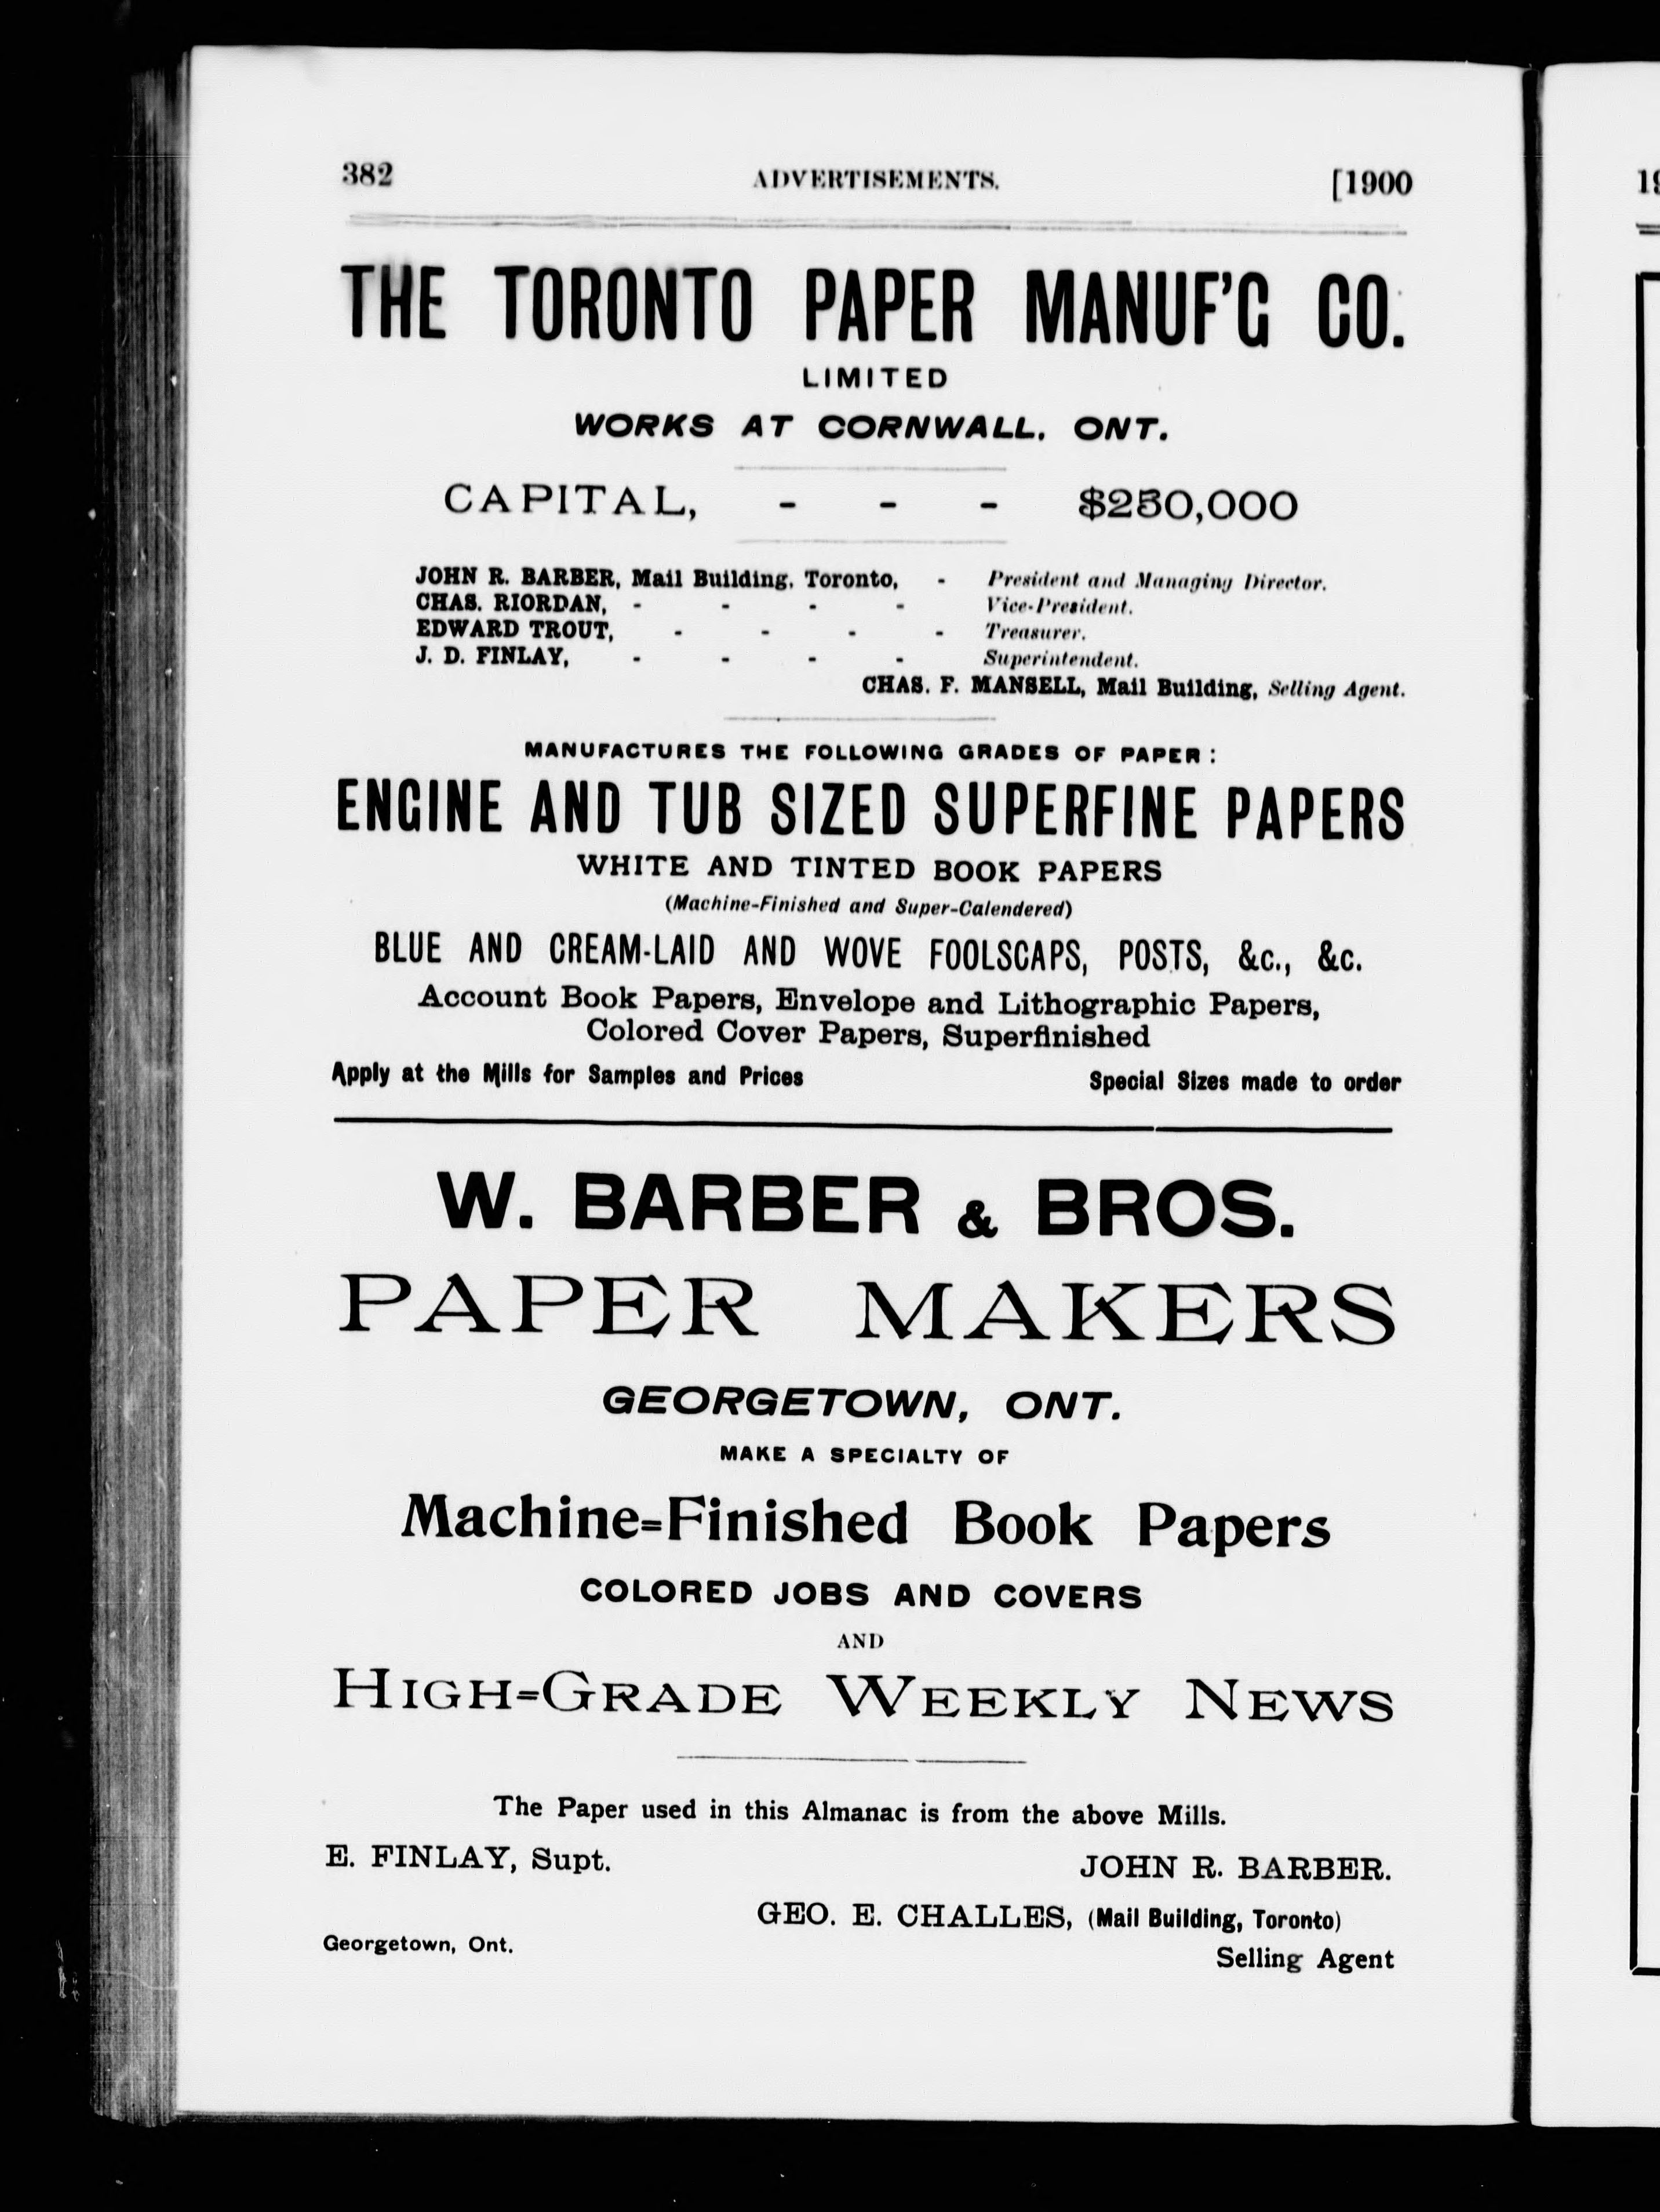 382 ADVERTISEMENTS. [1900
THE TORONTO PAPER MANUF'G CO.
LIMITED
WORKS AT CORNWALL, ONT.
CAPITAL, - - - $250,000
JOHN R. BARBER, Mail Building, Toronto, - President and Managing Director.
CHAS. RIORDAN, - - - - Vice-President.
EDWARD TROUT, - - - - Treasurer.
J. D. FINLAY, - - - - Superintendent.
CHAS. F. MANSELL, Mail Building, Selling Agent.
MANUFACTURES THE FOLLOWING GRADES OF PAPER:
ENGINE AND TUB SIZED SUPERFINE PAPERS
WHITE AND TINTED BOOK PAPERS
(Machine-Finished and Super-Calendered)
BLUE AND CREAM-LAID AND WOVE FOOLSCAPS, POSTS, &c., &c.
Account Book Papers, Envelope and Lithographic Papers,
Colored Cover Papers, Superfinished
Apply at the Mills for Samples and Prices Special Sizes made to order
W. BARBER & BROS.
PAPER MAKERS
GEORGETOWN, ONT.
MAKE A SPECIALTY OF
Machine-Finished Book Papers
COLORED JOBS AND COVERS
AND
HIGH-GRADE WEEKLY NEWS
The Paper used in this Almanac is from the above Mills.
E. FINLAY, Supt. JOHN R. BARBER.
GEO. E. CHALLES, (Mail Building, Toronto)
Georgetown, Ont. Selling Agent